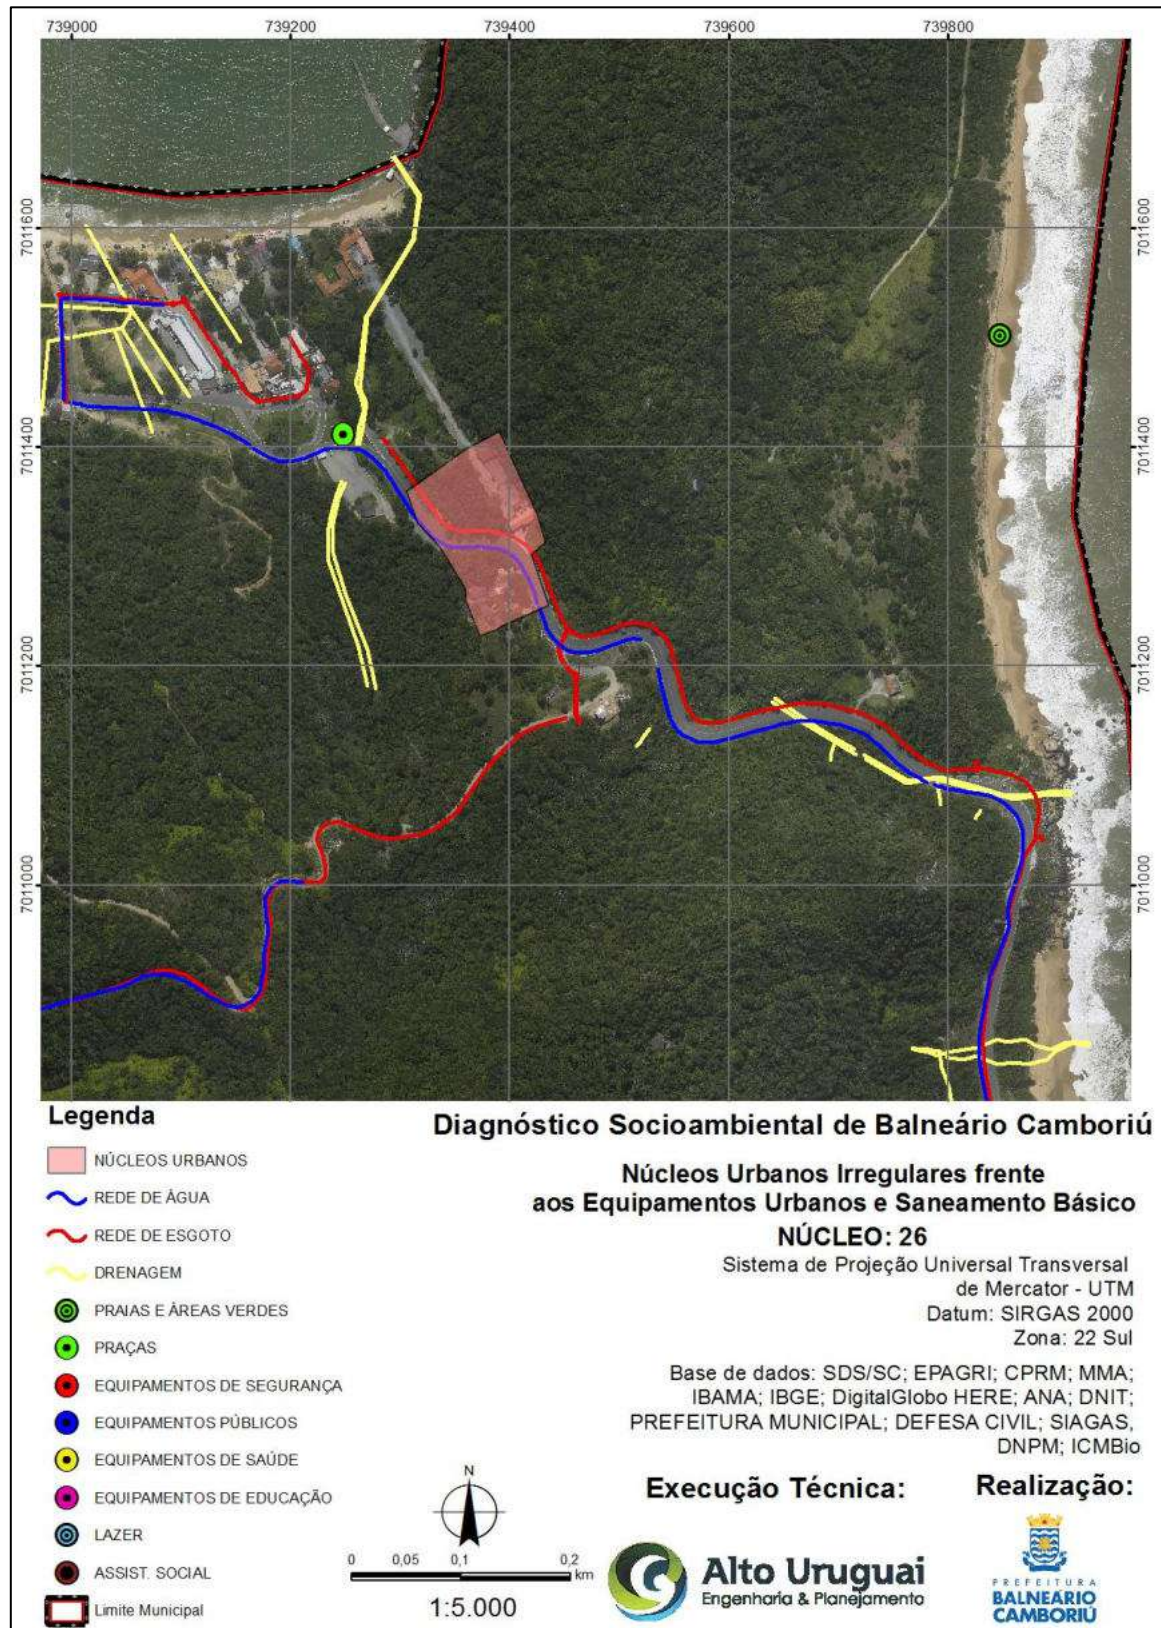 739000 739200 739400 739600 739800
7011600 7011600
7011400 7011400
7011200 7011200
7011000 7011000
Legenda
NÚCLEOS URBANOS
REDE DE ÁGUA
REDE DE ESGOTO
DRENAGEM
PRAIAS E ÁREAS VERDES
PRAÇAS
EQUIPAMENTOS DE SEGURANÇA
EQUIPAMENTOS PÚBLICOS
EQUIPAMENTOS DE SAÚDE
EQUIPAMENTOS DE EDUCAÇÃO
LAZER
ASSIST. SOCIAL
Limite Municipal
N
0 0,05 0,1 0,2
km
1:5.000
Diagnóstico Socioambiental de Balneário Camboriú
Núcleos Urbanos Irregulares frente
aos Equipamentos Urbanos e Saneamento Básico
NÚCLEO: 26
Sistema de Projeção Universal Transversal
de Mercator - UTM
Datum: SIRGAS 2000
Zona: 22 Sul
Base de dados: SDS/SC; EPAGRI; CPRM; MMA;
IBAMA; IBGE; DigitalGlobo HERE; ANA; DNIT;
PREFEITURA MUNICIPAL; DEFESA CIVIL; SIAGAS,
DNPM; ICMBio
Execução Técnica:
Alto Uruguai
Engenharia & Planejamento
Realização:
PREFEITURA
BALNEÁRIO
CAMBORIÚ